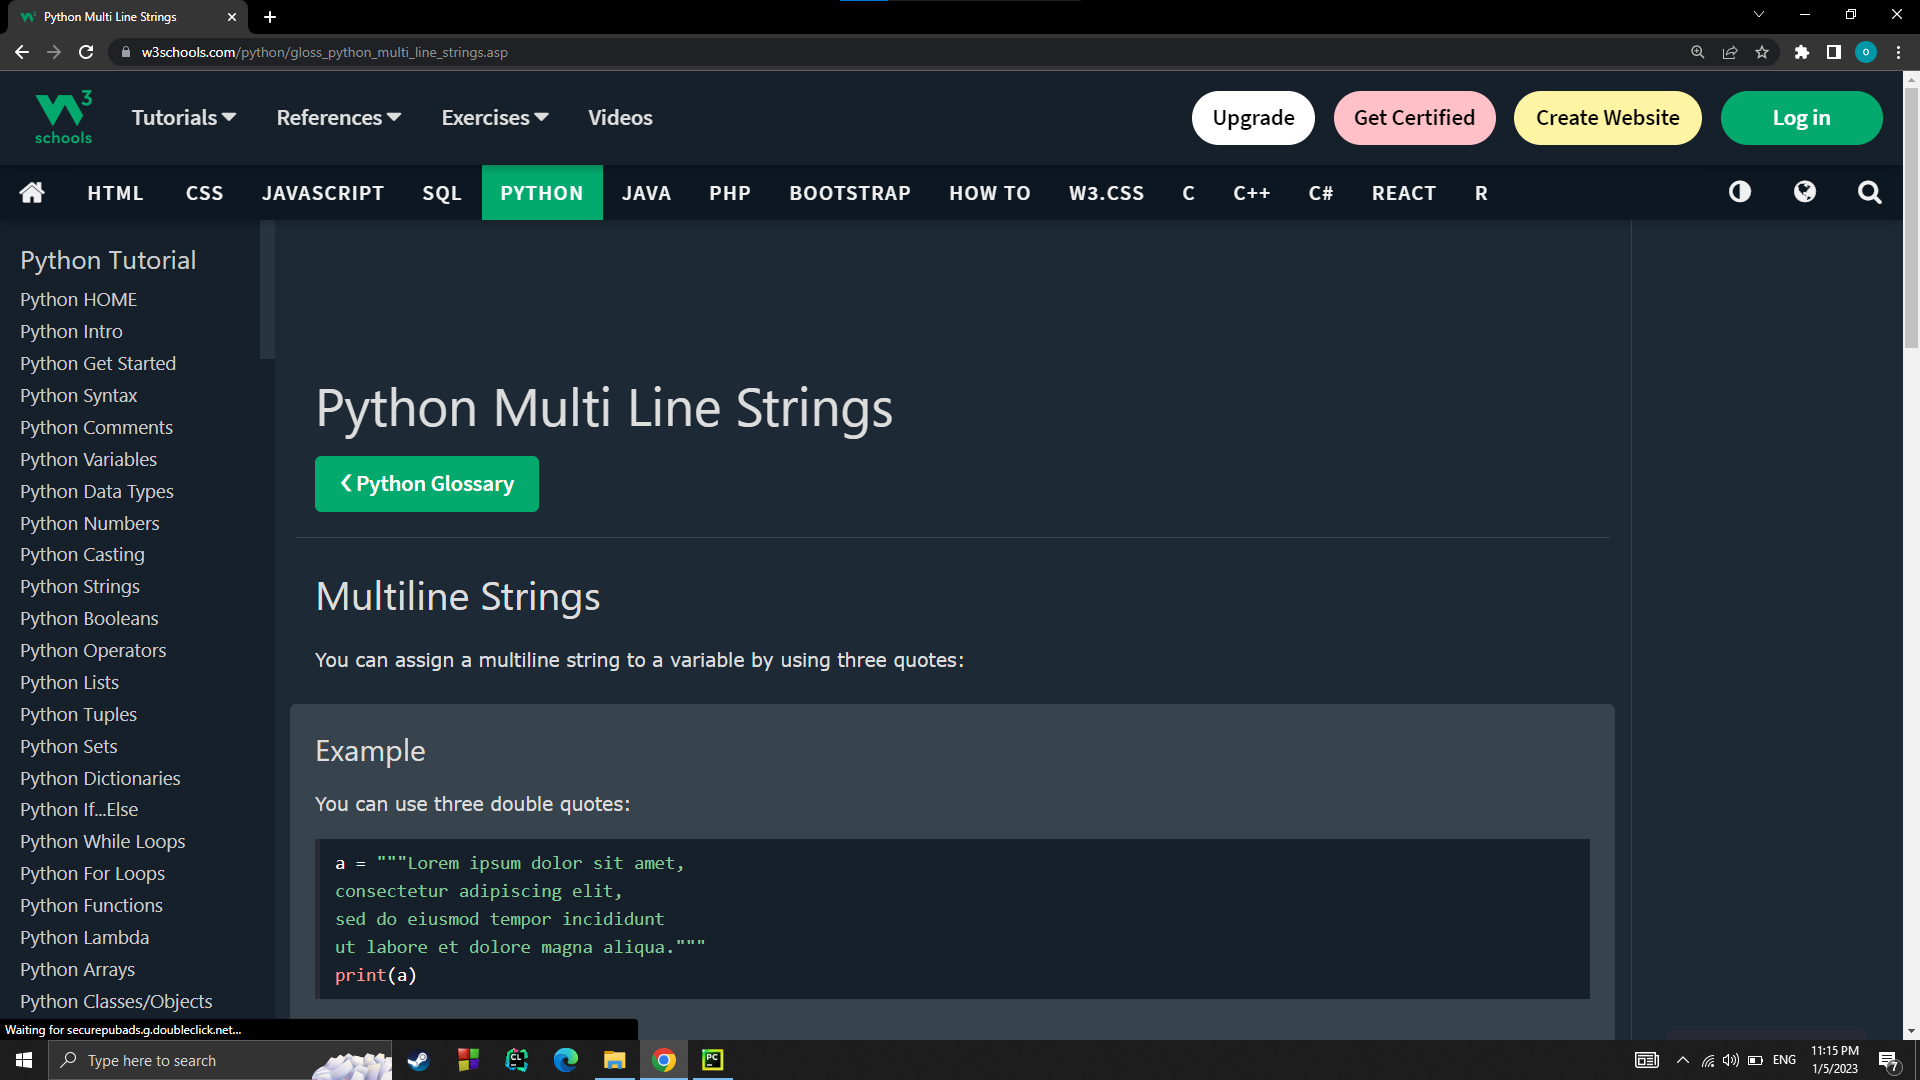 Python Multi Line Strings
w3schools.com/python/gloss_python_multi_line_strings.asp
3
schools
Tutorials
References
Exercises
Videos
Upgrade
Get Certified
Create Website
Log in
HTML
CSS
JAVASCRIPT
SQL
PYTHON
JAVA
PHP
BOOTSTRAP
HOW TO
W3.CSS
C
C++
C#
REACT
R
Python Tutorial
Python HOME
Python Intro
Python Get Started
Python Syntax
Python Comments
Python Variables
Python Data Types
Python Numbers
Python Casting
Python Strings
Python Booleans
Python Operators
Python Lists
Python Tuples
Python Sets
Python Dictionaries
Python If...Else
Python While Loops
Python For Loops
Python Functions
Python Lambda
Python Arrays
Python Classes/Objects
Python Multi Line Strings
❮ Python Glossary
Multiline Strings
You can assign a multiline string to a variable by using three quotes:
Example
You can use three double quotes:
a = """Lorem ipsum dolor sit amet,
consectetur adipiscing elit,
sed do eiusmod tempor incididunt
ut labore et dolore magna aliqua."""
print(a)
Waiting for securepubads.g.doubleclick.net...
Type here to search
CL
PC
ENG
11:15 PM
1/5/2023
7